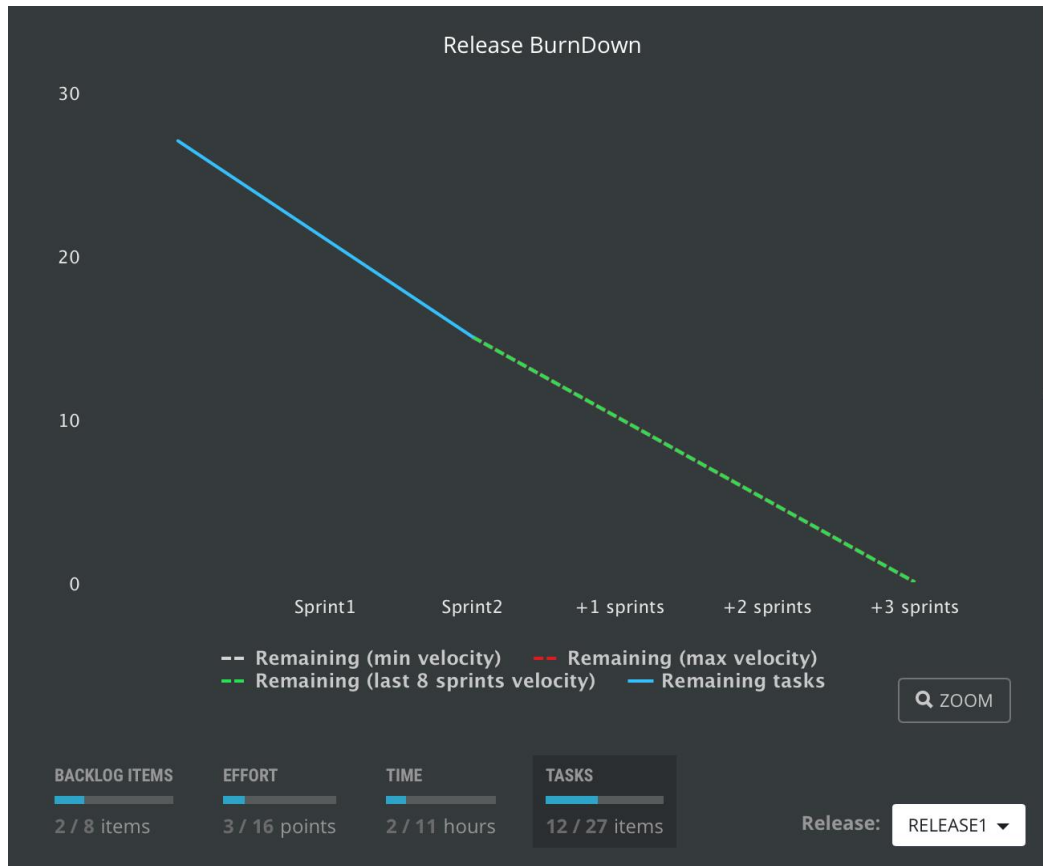 Release BurnDown
30
20
10
0
Sprint1 Sprint2 +1 sprints +2 sprints +3 sprints
-- Remaining (min velocity) -- Remaining (max velocity)
-- Remaining (last 8 sprints velocity) — Remaining tasks
ZOOM
BACKLOG ITEMS EFFORT TIME TASKS
2 / 8 items 3 / 16 points 2 / 11 hours 12 / 27 items
Release: RELEASE1